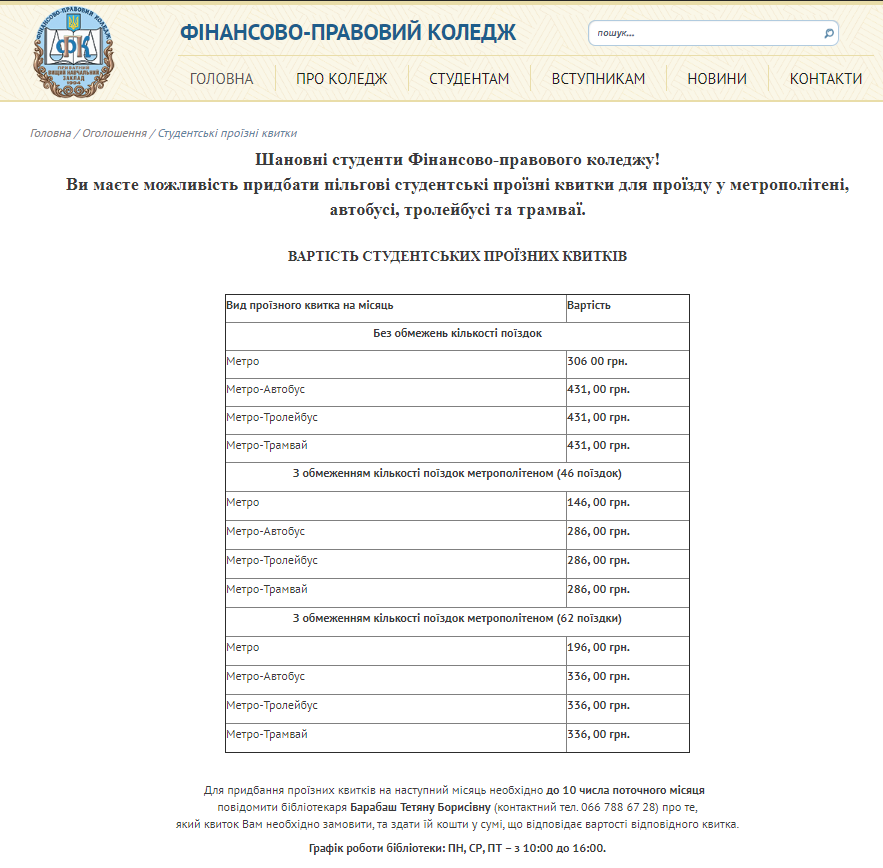 ФІНАНСОВО-ПРАВОВИЙ КОЛЕДЖ
пошук...
ФІНАНСОВО-ПРАВОВИЙ КОЛЕДЖ
ФПК
ПРИВАТНИЙ
ВИЩИЙ НАВЧАЛЬНИЙ
ЗАКЛАД
1994
ГОЛОВНА ПРО КОЛЕДЖ СТУДЕНТАМ ВСТУПНИКАМ НОВИНИ КОНТАКТИ
Головна / Оголошення / Студентські проїзні квитки
Шановні студенти Фінансово-правового коледжу!
Ви маєте можливість придбати пільгові студентські проїзні квитки для проїзду у метрополітені,
автобусі, тролейбусі та трамваї.
ВАРТІСТЬ СТУДЕНТСЬКИХ ПРОЇЗНИХ КВИТКІВ
Вид проїзного квитка на місяць Вартість
Без обмежень кількості поїздок
Метро 306 00 грн.
Метро-Автобус 431, 00 грн.
Метро-Тролейбус 431, 00 грн.
Метро-Трамвай 431, 00 грн.
З обмеженням кількості поїздок метрополітеном (46 поїздок)
Метро 146, 00 грн.
Метро-Автобус 286, 00 грн.
Метро-Тролейбус 286, 00 грн.
Метро-Трамвай 286, 00 грн.
З обмеженням кількості поїздок метрополітеном (62 поїздки)
Метро 196, 00 грн.
Метро-Автобус 336, 00 грн.
Метро-Тролейбус 336, 00 грн.
Метро-Трамвай 336, 00 грн.
Для придбання проїзних квитків на наступний місяць необхідно до 10 числа поточного місяця
повідомити бібліотекаря Барабаш Тетяну Борисівну (контактний тел. 066 788 67 28) про те,
який квиток Вам необхідно замовити, та здати їй кошти у сумі, що відповідає вартості відповідного квитка.
Графік роботи бібліотеки: ПН, СР, ПТ – з 10:00 до 16:00.